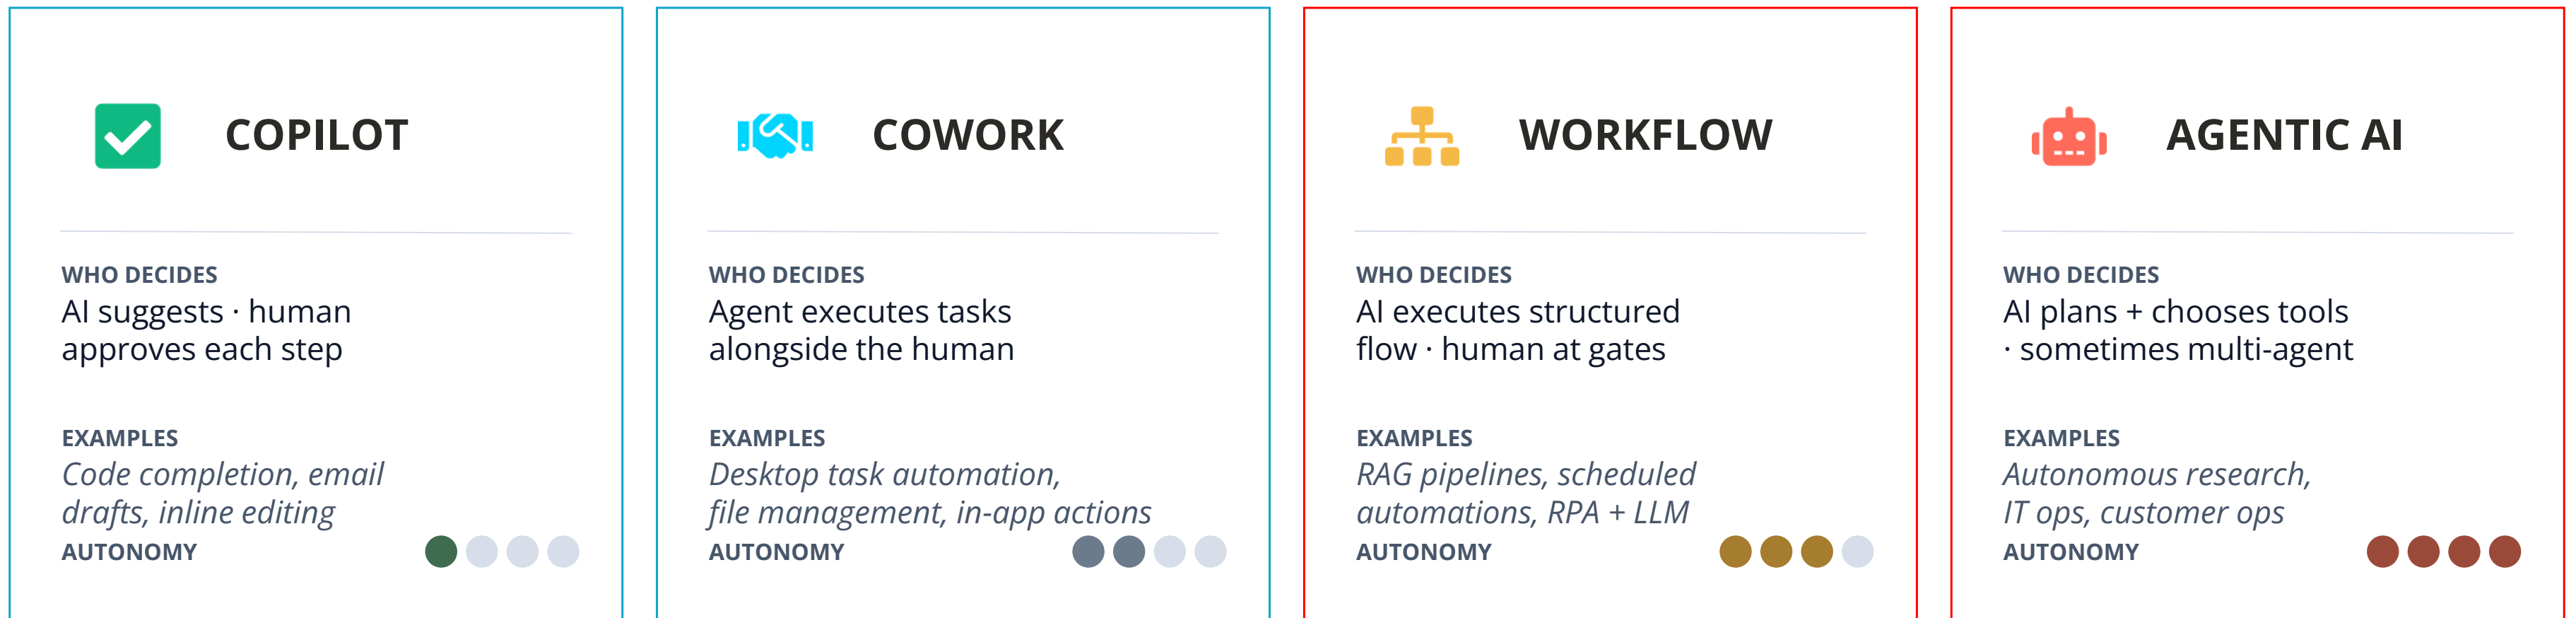 COPILOT
WHO DECIDES
AI suggests · human
approves each step
EXAMPLES
Code completion, email
drafts, inline editing
AUTONOMY
COWORK
WHO DECIDES
Agent executes tasks
alongside the human
EXAMPLES
Desktop task automation,
file management, in-app actions
AUTONOMY
WORKFLOW
WHO DECIDES
AI executes structured
flow · human at gates
EXAMPLES
RAG pipelines, scheduled
automations, RPA + LLM
AUTONOMY
AGENTIC AI
WHO DECIDES
AI plans + chooses tools
· sometimes multi-agent
EXAMPLES
Autonomous research,
IT ops, customer ops
AUTONOMY